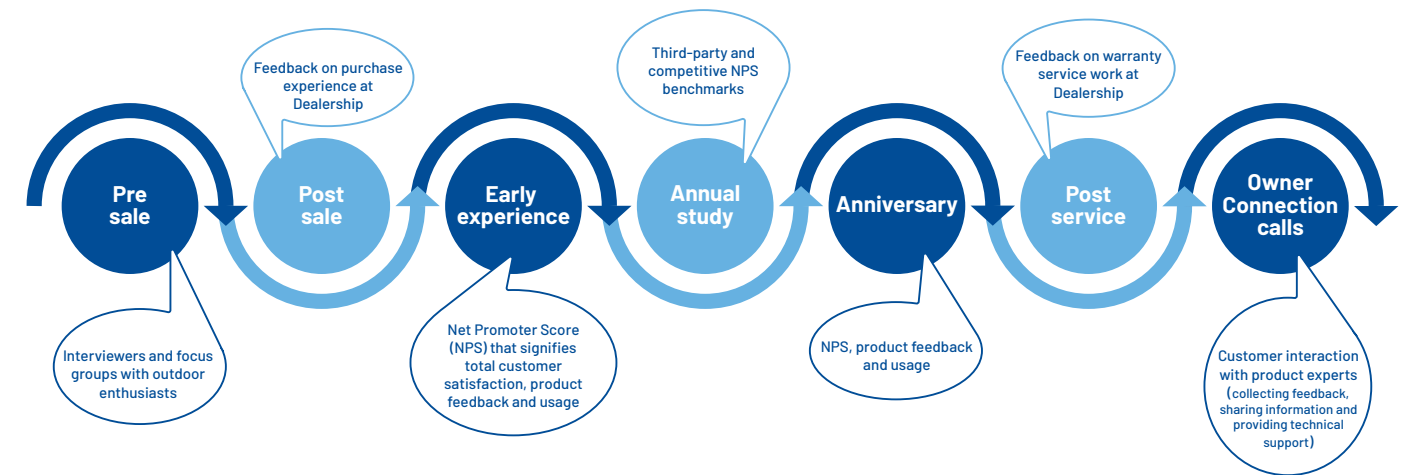 Pre
sale
Interviewers and focus
groups with outdoor
enthusiasts
Feedback on purchase
experience at
Dealership
Post
sale
Early
experience
Net Promoter Score
(NPS) that signifies
total customer
satisfaction, product
feedback and usage
Third-party and
competitive NPS
benchmarks
Annual
study
Anniversary
NPS, product feedback
and usage
Feedback on warranty
service work at
Dealership
Post
service
Owner
Connection
calls
Customer interaction
with product experts
(collecting feedback,
sharing information and
providing technical
support)